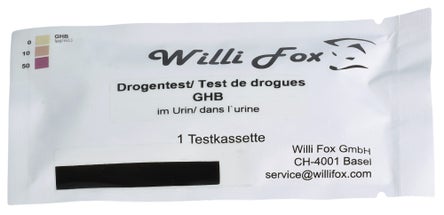 0
10
50
GHB
Willi Fox
Drogentest/ Test de drogues
GHB
im Urin/ dans l`urine
1 Testkassette
Willi Fox GmbH
CH-4001 Basel
service@willifox.com